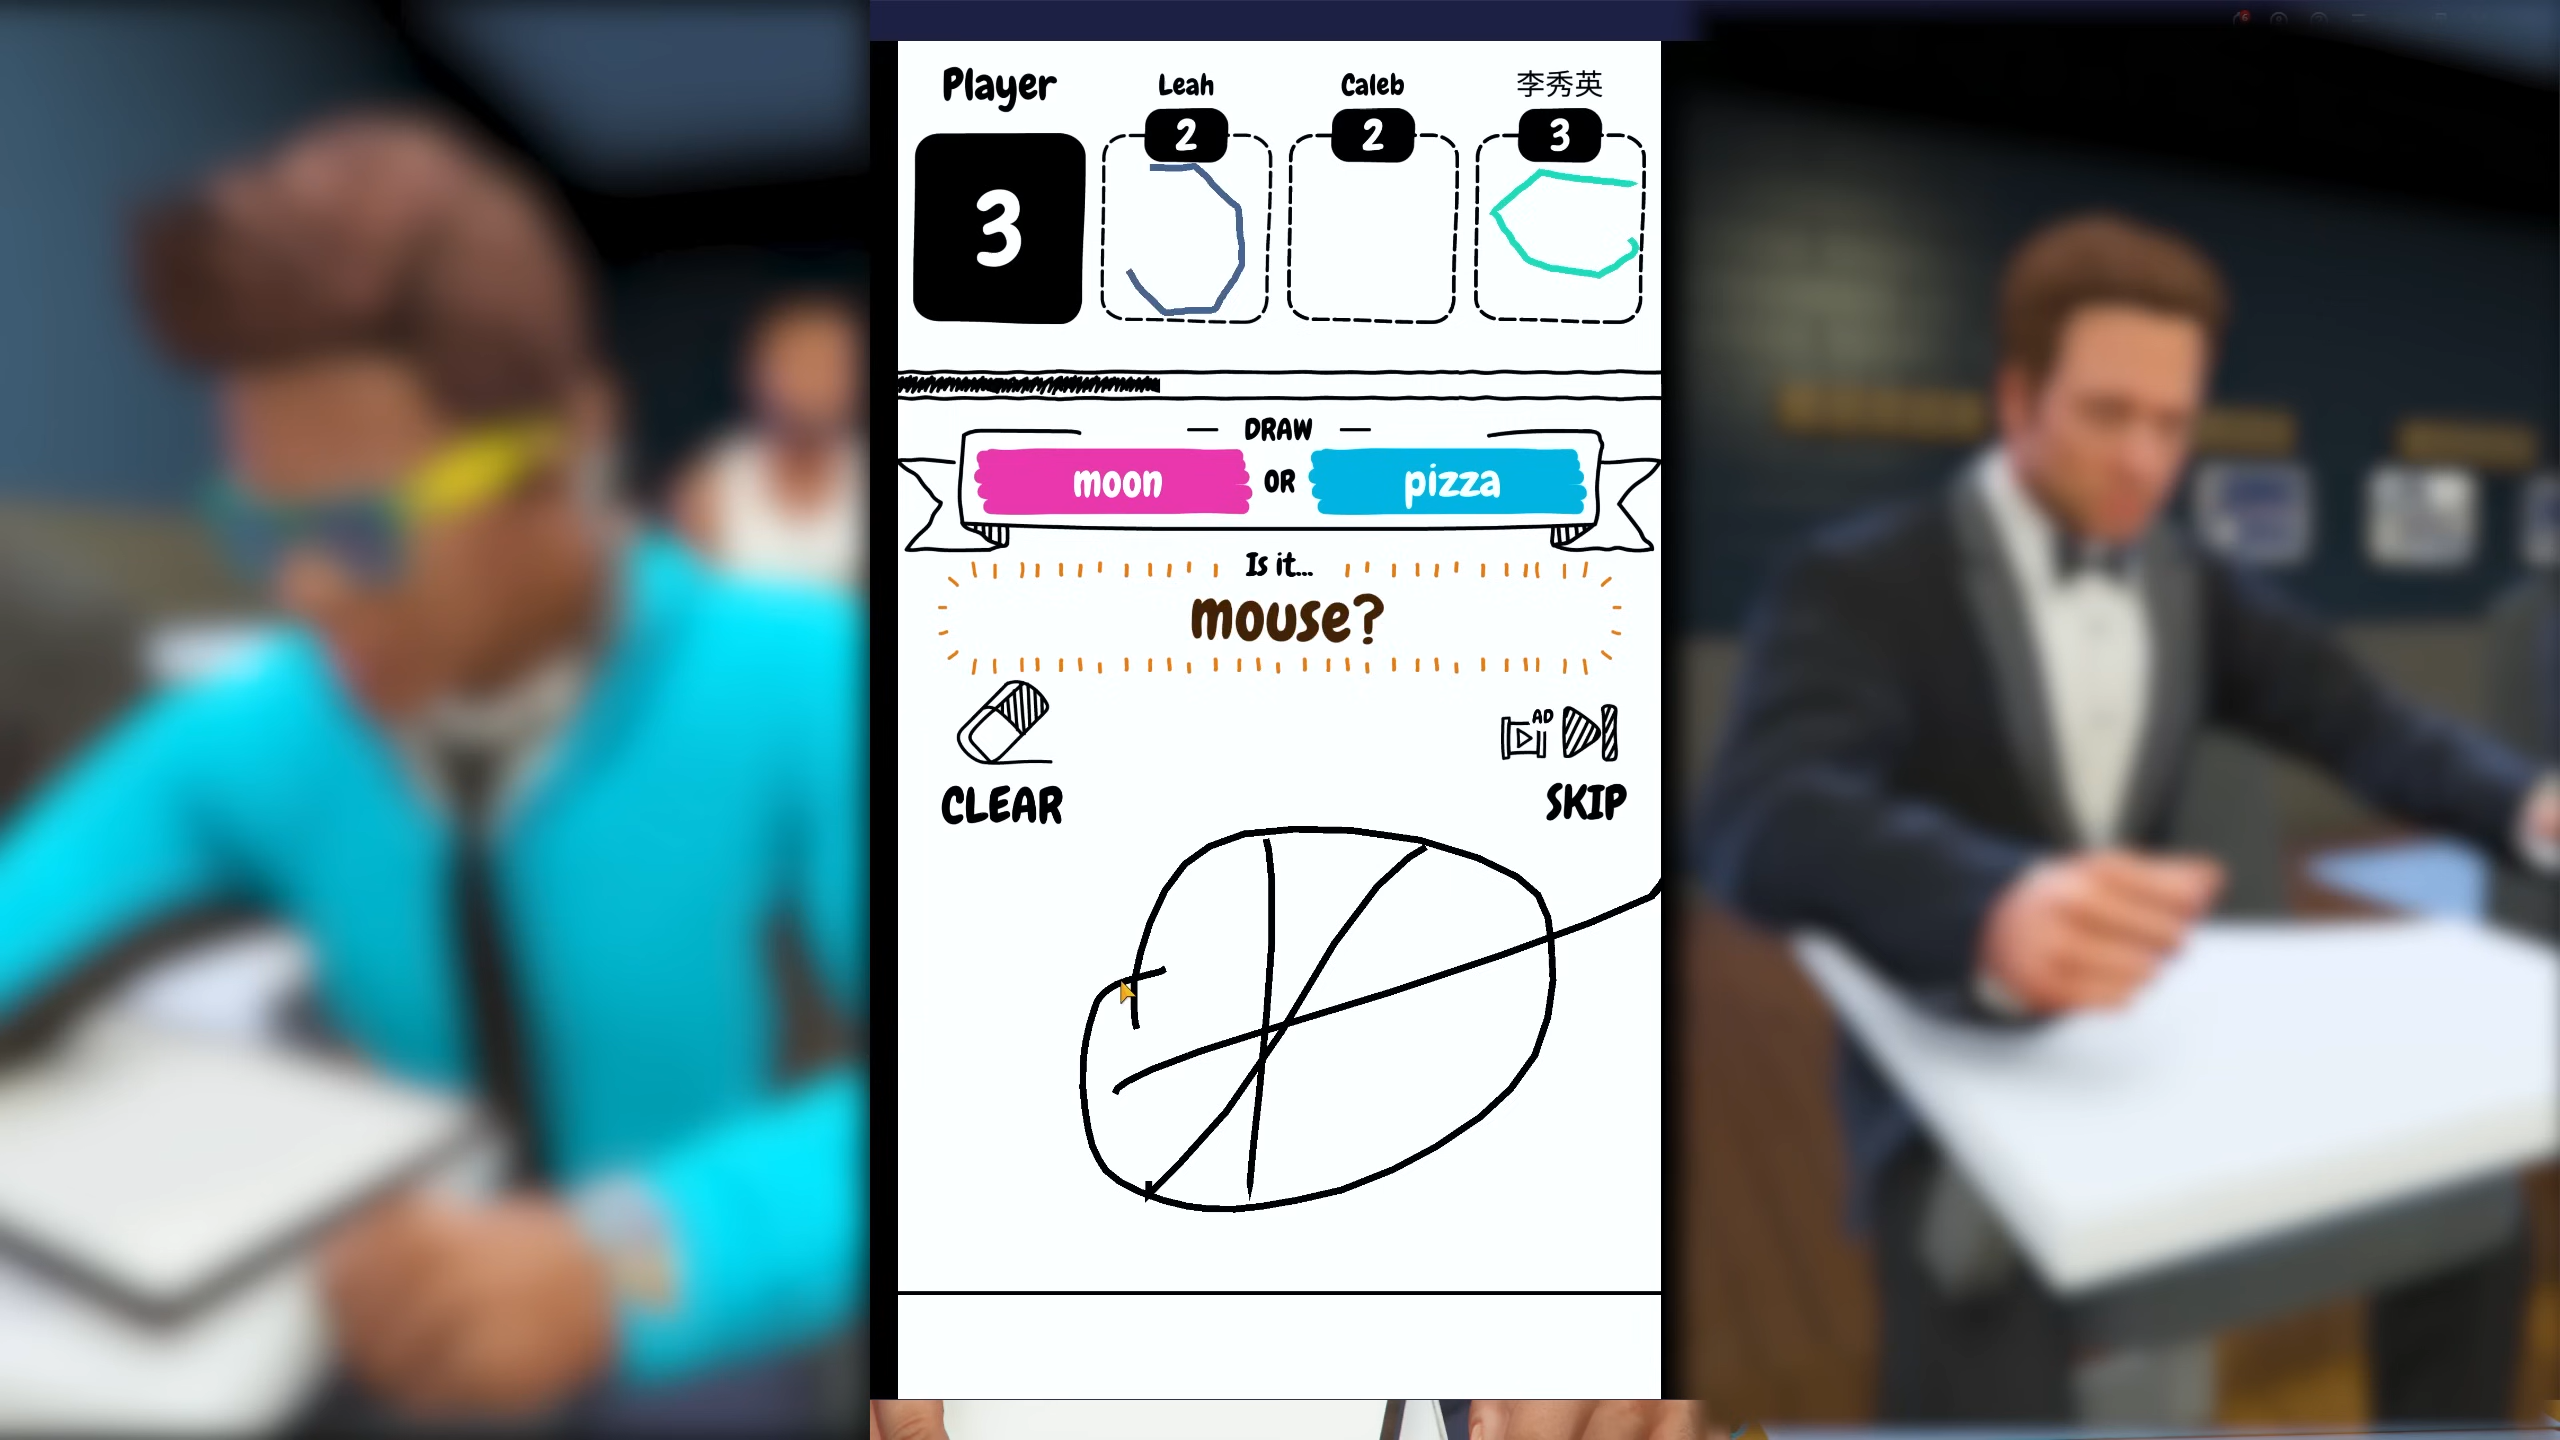 Player
3
Leah
2
Caleb
2
李秀英
3
DRAW
moon OR pizza
Is it...
mouse?
CLEAR
AD
SKIP